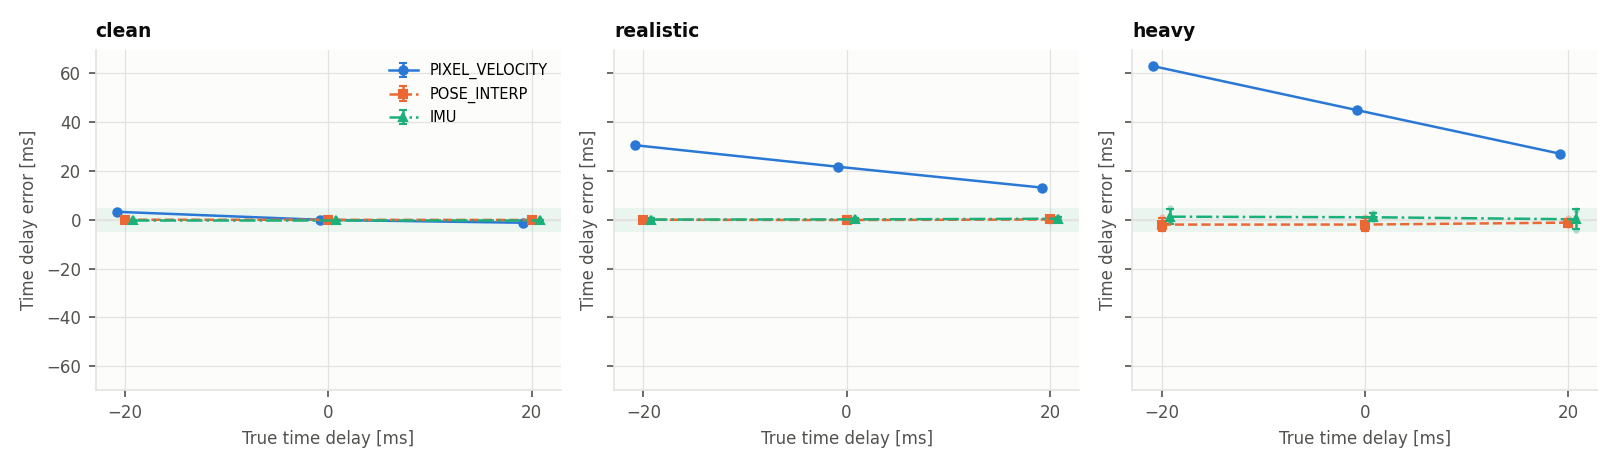 clean
realistic
heavy
PIXEL_VELOCITY
POSE_INTERP
IMU
Time delay error [ms]
60
40
20
0
−20
−40
−60
−20
0
20
True time delay [ms]
Time delay error [ms]
−20
0
20
True time delay [ms]
Time delay error [ms]
−20
0
20
True time delay [ms]